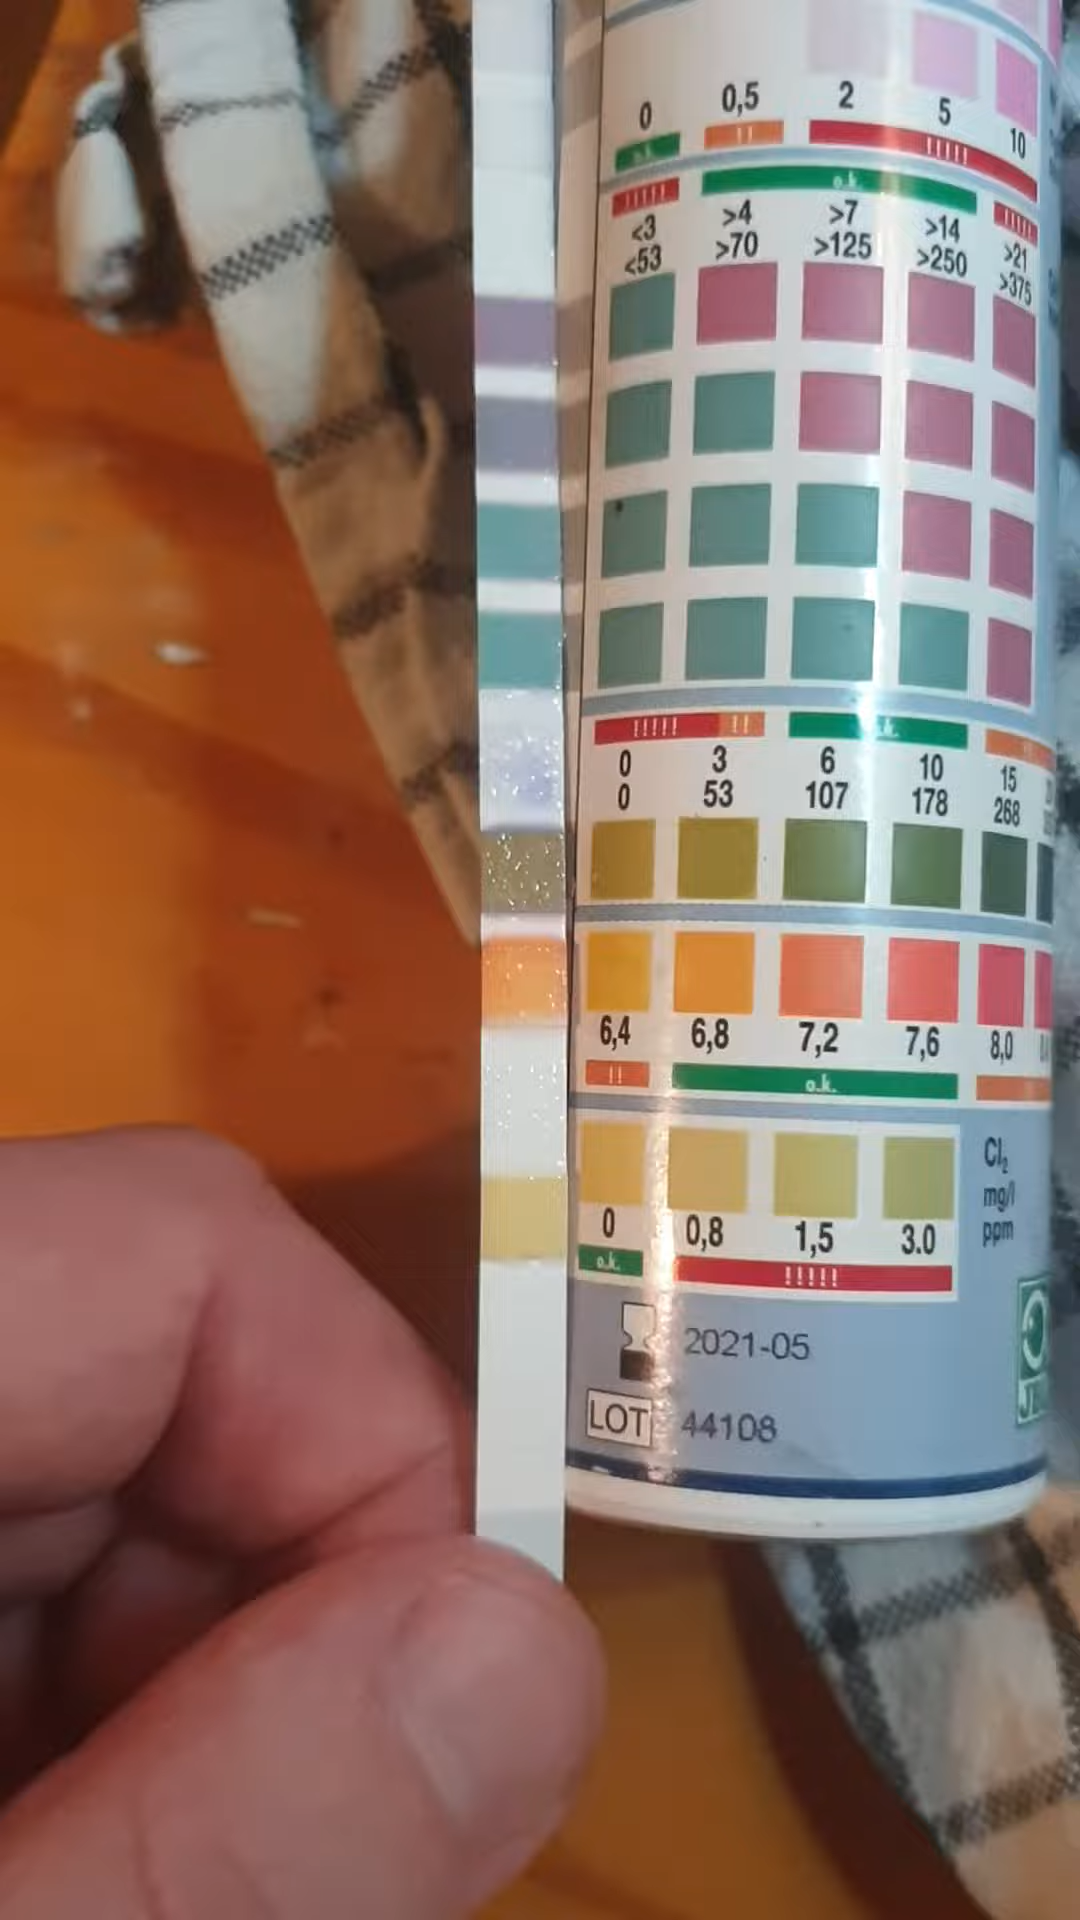 0 0,5 2 5 10
o.k. !! !!!!!
!!!!! o.k. !!!!!
<3 >4 >7 >14 >21
<53 >70 >125 >250 >375
!!!!! !! o.k.
0 3 6 10 15
0 53 107 178 268
6,4 6,8 7,2 7,6 8,0
!! o.k.
Cl₂
mg/l
ppm
0 0,8 1,5 3.0
o.k. !!!!!
2021-05
LOT 44108